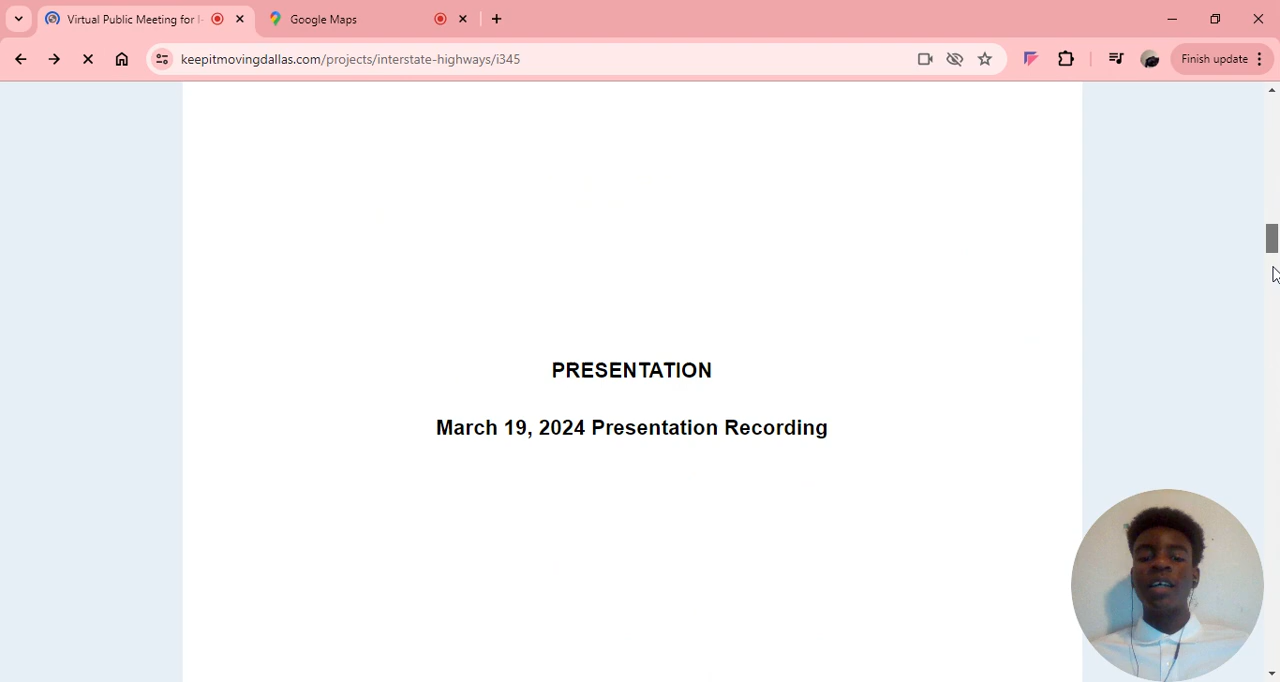 Virtual Public Meeting for
Google Maps
keepitmovingdallas.com/projects/interstate-highways/i345
Finish update
PRESENTATION
March 19, 2024 Presentation Recording